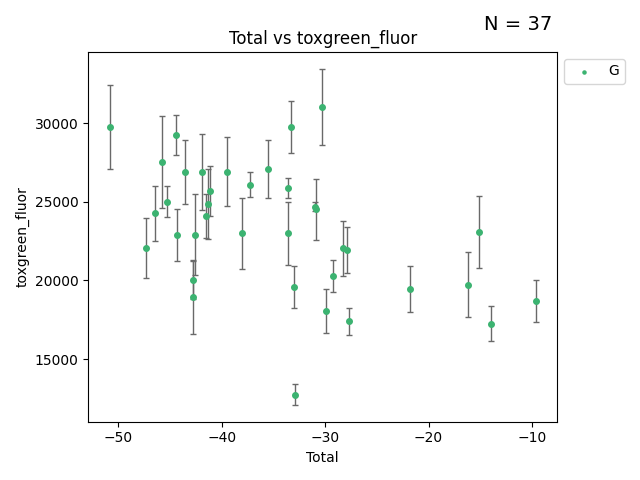 N = 37
Total vs toxgreen_fluor
G
30000
25000
20000
15000
toxgreen_fluor
−50
−40
−30
−20
−10
Total